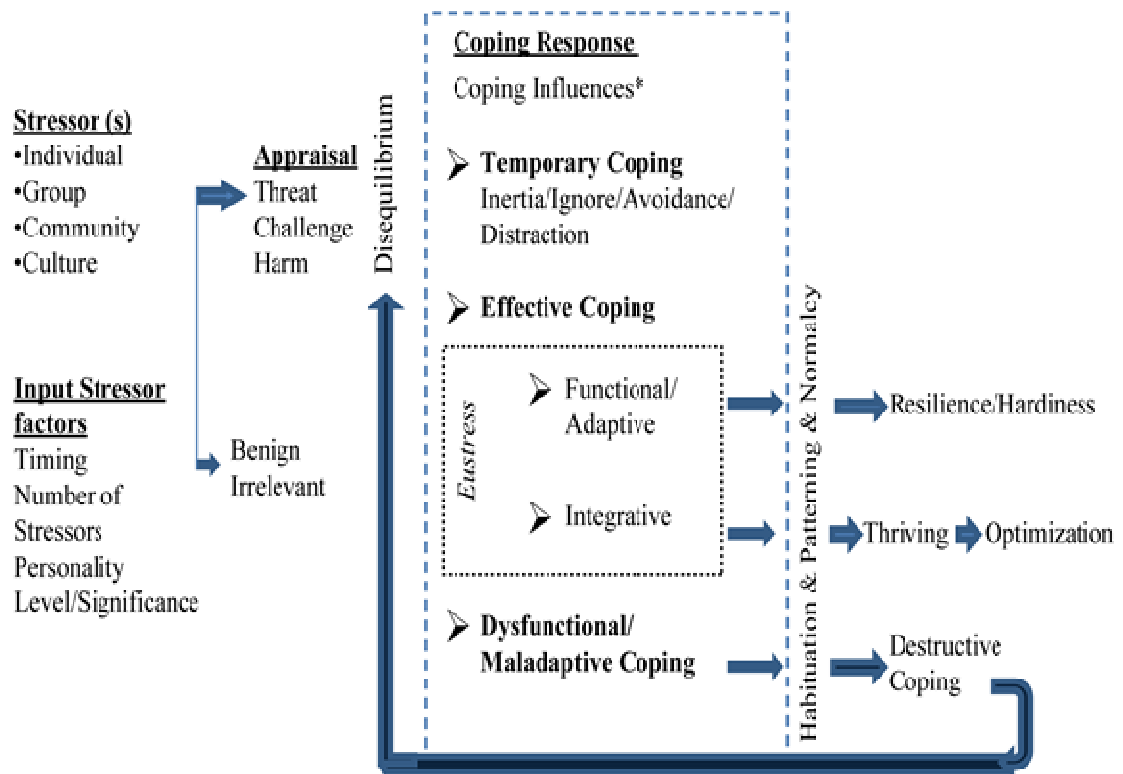 Stressor (s)
•Individual
•Group
•Community
•Culture
Input Stressor
factors
Timing
Number of
Stressors
Personality
Level/Significance
Appraisal
Threat
Challenge
Harm
Benign
Irrelevant
Disequilibrium
Coping Response
Coping Influences*
Temporary Coping
Inertia/Ignore/Avoidance/
Distraction
Effective Coping
Eustress
Functional/
Adaptive
Integrative
Dysfunctional/
Maladaptive Coping
Habituation & Patterning & Normalcy
Resilience/Hardiness
Thriving
Optimization
Destructive
Coping